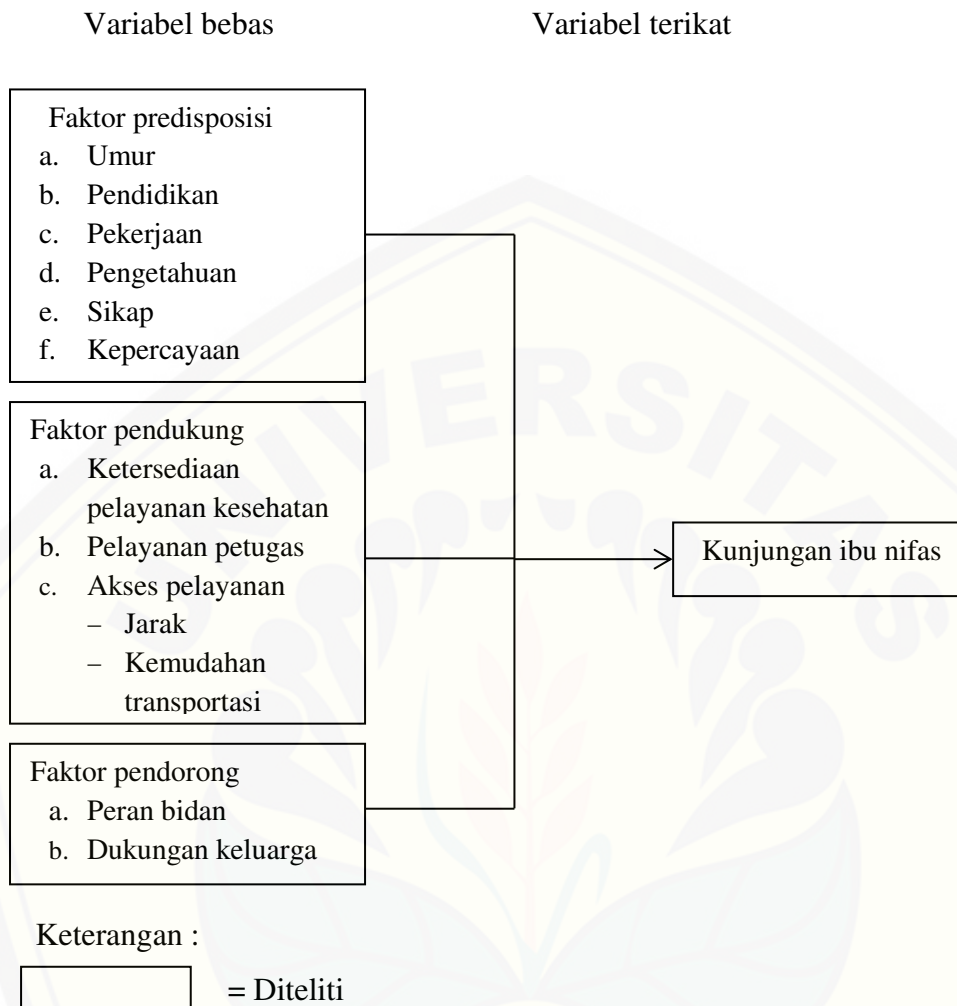 Variabel bebas Variabel terikat
Faktor predisposisi
a. Umur
b. Pendidikan
c. Pekerjaan
d. Pengetahuan
e. Sikap
f. Kepercayaan
Faktor pendukung
a. Ketersediaan
pelayanan kesehatan
b. Pelayanan petugas
c. Akses pelayanan
– Jarak
– Kemudahan
transportasi
Faktor pendorong
a. Peran bidan
b. Dukungan keluarga
Kunjungan ibu nifas
Keterangan :
= Diteliti
UNIVERSITAS